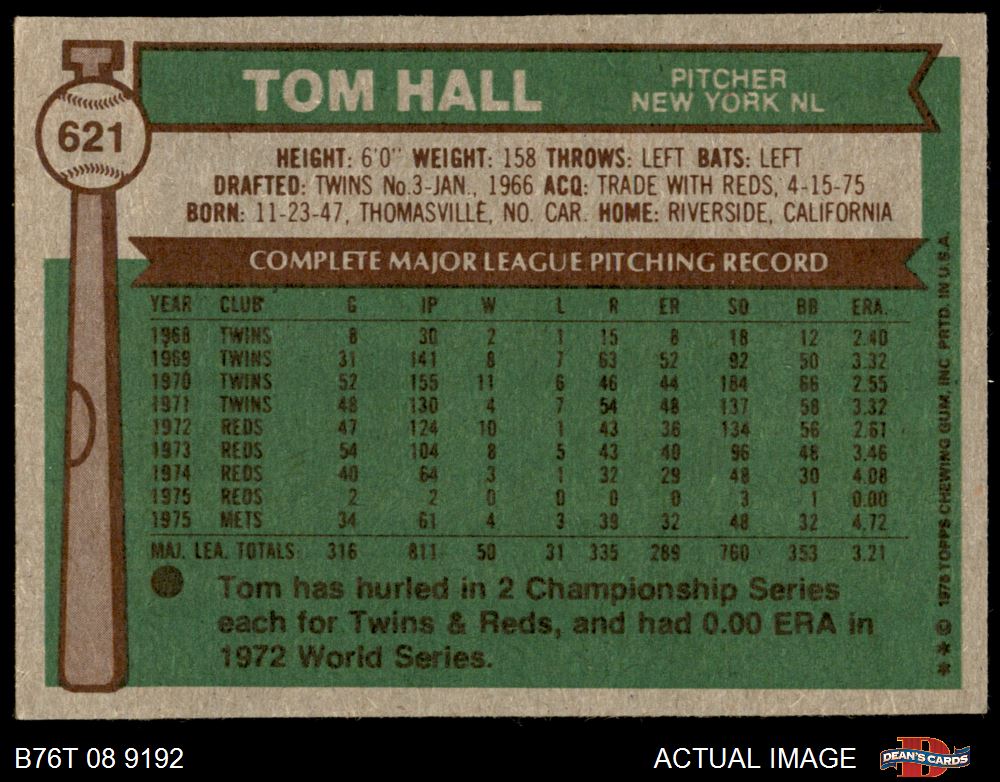 621
TOM HALL
PITCHER
NEW YORK NL
HEIGHT: 6'0" WEIGHT: 158 THROWS: LEFT BATS: LEFT
DRAFTED: TWINS No.3-JAN., 1966 ACQ: TRADE WITH REDS, 4-15-75
BORN: 11-23-47, THOMASVILLE, NO. CAR. HOME: RIVERSIDE, CALIFORNIA
COMPLETE MAJOR LEAGUE PITCHING RECORD
YEAR CLUB G IP W L R ER SO BB ERA.
1968 TWINS 8 30 2 1 15 8 18 12 2.40
1969 TWINS 31 141 8 7 63 52 92 50 3.32
1970 TWINS 52 155 11 6 46 44 184 66 2.55
1971 TWINS 48 130 4 7 54 48 137 58 3.32
1972 REDS 47 124 10 1 43 36 134 56 2.61
1973 REDS 54 104 8 5 43 40 96 48 3.46
1974 REDS 40 64 3 1 32 29 48 30 4.08
1975 REDS 2 2 0 0 0 0 3 1 0.00
1975 METS 34 61 4 3 39 32 48 32 4.72
MAJ. LEA. TOTALS 316 811 50 31 335 289 760 353 3.21
Tom has hurled in 2 Championship Series
each for Twins & Reds, and had 0.00 ERA in
1972 World Series.
* * © 1976 TOPPS CHEWING GUM, INC PRTD. IN U.S.A.
B76T 08 9192
ACTUAL IMAGE
DEAN'S CARDS